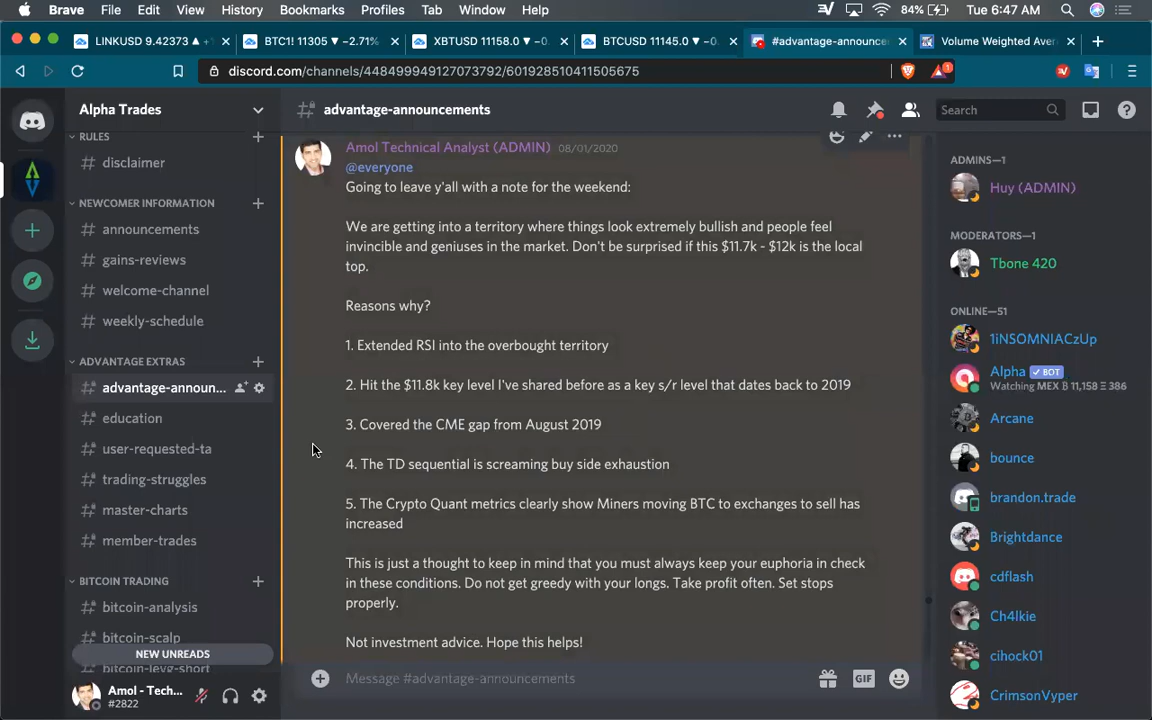 Brave File Edit View History Bookmarks Profiles Tab Window Help 84% Tue 6:47 AM
LINKUSD 9.42373 ▲ × BTC1! 11305 ▼ −2.71% × XBTUSD 11158.0 ▼ −0. × BTCUSD 11145.0 ▼ −0. × #advantage-announce × Volume Weighted Aver × +
discord.com/channels/448499949127073792/601928510411505675 1
Alpha Trades
RULES
disclaimer
NEWCOMER INFORMATION
announcements
gains-reviews
welcome-channel
weekly-schedule
ADVANTAGE EXTRAS
advantage-announ...
education
user-requested-ta
trading-struggles
master-charts
member-trades
BITCOIN TRADING
bitcoin-analysis
bitcoin-scalp
NEW UNREADS
bitcoin-levg-short
Amol - Tech...
#2822
advantage-announcements
Search
Amol Technical Analyst (ADMIN) 08/01/2020
@everyone
Going to leave y'all with a note for the weekend:
We are getting into a territory where things look extremely bullish and people feel
invincible and geniuses in the market. Don't be surprised if this $11.7k - $12k is the local
top.
Reasons why?
1. Extended RSI into the overbought territory
2. Hit the $11.8k key level I've shared before as a key s/r level that dates back to 2019
3. Covered the CME gap from August 2019
4. The TD sequential is screaming buy side exhaustion
5. The Crypto Quant metrics clearly show Miners moving BTC to exchanges to sell has
increased
This is just a thought to keep in mind that you must always keep your euphoria in check
in these conditions. Do not get greedy with your longs. Take profit often. Set stops
properly.
Not investment advice. Hope this helps!
Message #advantage-announcements
GIF
ADMINS—1
Huy (ADMIN)
MODERATORS—1
Tbone 420
ONLINE—51
1iNSOMNIACzUp
Alpha ✓ BOT
Watching MEX ₿ 11,158 Ξ 386
Arcane
bounce
brandon.trade
Brightdance
cdflash
Ch4lkie
cihock01
CrimsonVyper